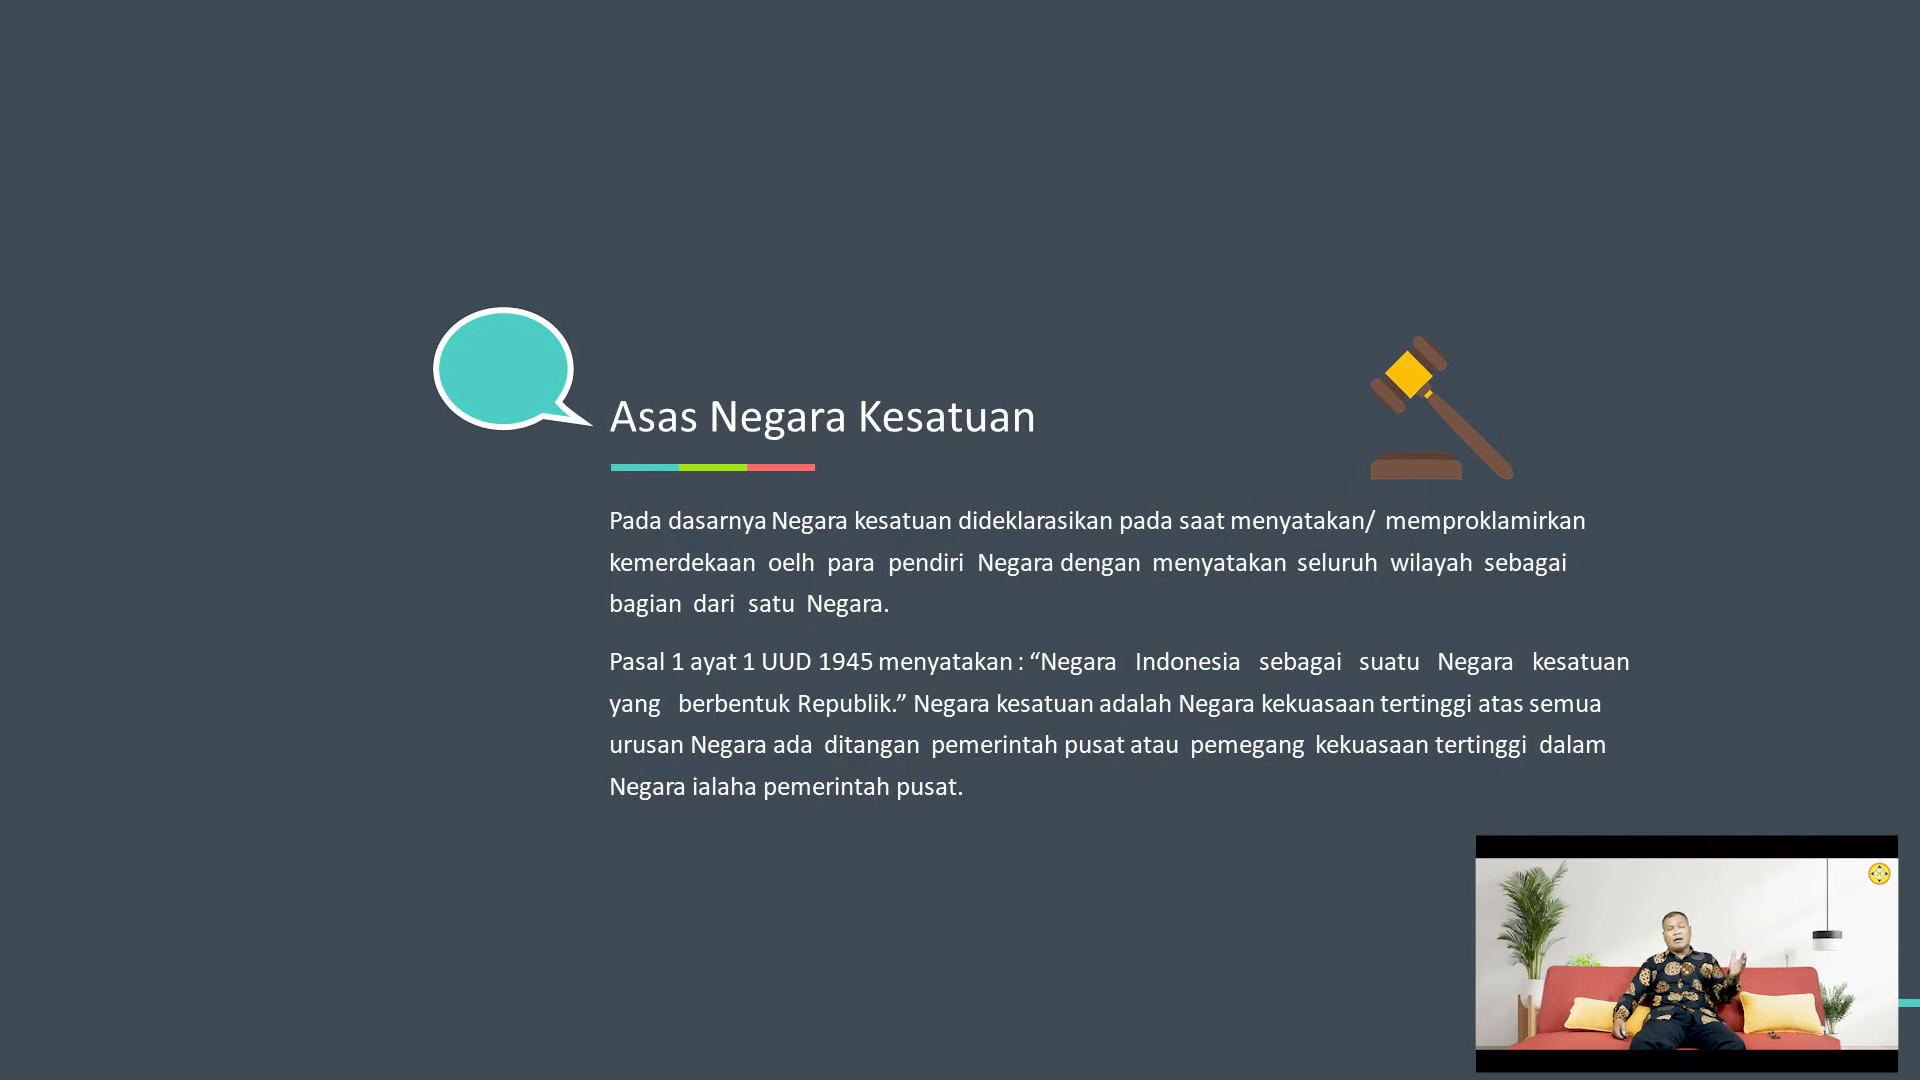 Asas Negara Kesatuan
Pada dasarnya Negara kesatuan dideklarasikan pada saat menyatakan/ memproklamirkan
kemerdekaan oelh para pendiri Negara dengan menyatakan seluruh wilayah sebagai
bagian dari satu Negara.
Pasal 1 ayat 1 UUD 1945 menyatakan : “Negara Indonesia sebagai suatu Negara kesatuan
yang berbentuk Republik.” Negara kesatuan adalah Negara kekuasaan tertinggi atas semua
urusan Negara ada ditangan pemerintah pusat atau pemegang kekuasaan tertinggi dalam
Negara ialaha pemerintah pusat.